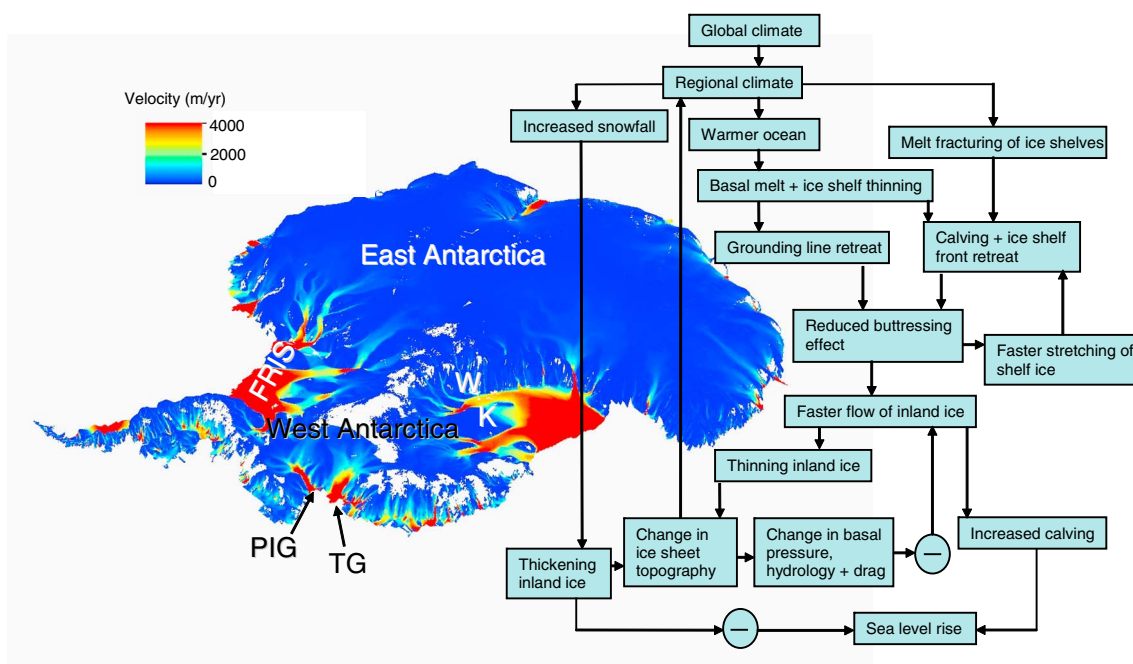 Global climate
Regional climate
Velocity (m/yr)
4000
2000
0
Increased snowfall
Warmer ocean
Melt fracturing of ice shelves
Basal melt + ice shelf thinning
East Antarctica
Grounding line retreat
Calving + ice shelf
front retreat
Reduced buttressing
effect
Faster stretching of
shelf ice
FRIS
W
K
West Antarctica
Faster flow of inland ice
Thinning inland ice
PIG
TG
Thickening
inland ice
Change in
ice sheet
topography
Change in basal
pressure,
hydrology + drag
—
Increased calving
—
Sea level rise